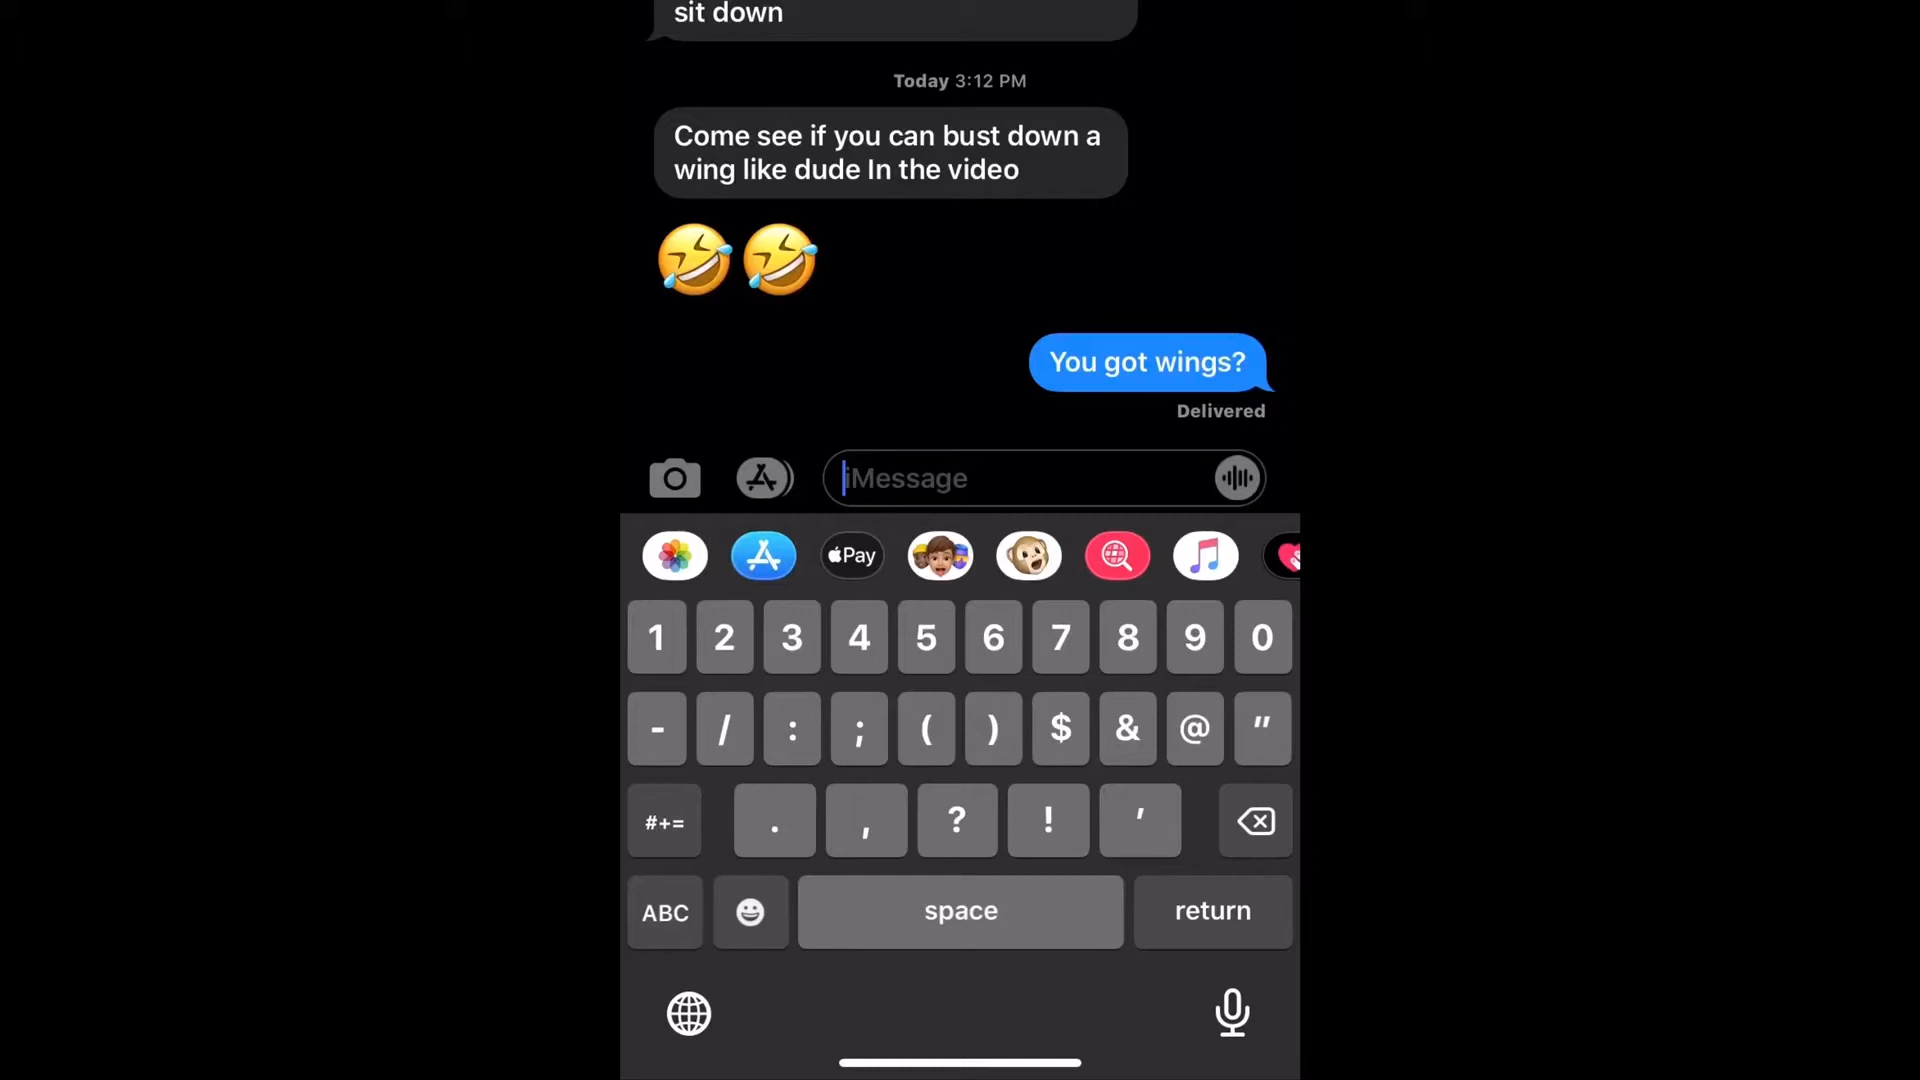 sit down
Today 3:12 PM
Come see if you can bust down a
wing like dude In the video
🤣🤣
You got wings?
Delivered
iMessage
Pay
1 2 3 4 5 6 7 8 9 0
- / : ; ( ) $ & @ "
#+= . , ? ! '
ABC space return